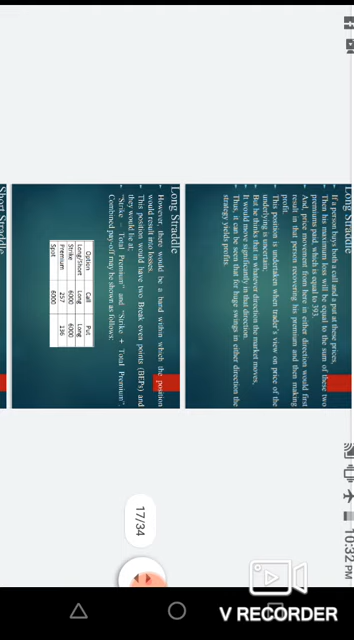 10:32 PM
Long Straddle
If a person buys both a call and a put at these prices,
Then his maximum loss will be equal to the sum of these two
premiums paid, which is equal to 393.
And, price movement from here in either direction would first
result in that person recovering his premium and then making
profit.
This position is undertaken when trader's view on price of the
underlying is uncertain,
But he thinks that in whatever direction the market moves,
It would move significantly in that direction.
Thus, it can be seen that for huge swings in either direction the
strategy yields profits.
Long Straddle
However, there would be a band within which the position
would result into losses.
This position would have two Break even points (BEPs) and
they would lie at;
"Strike – Total Premium" and "Strike + Total Premium"
Combined pay-off may be shown as follows:
Option Call Put
Long/Short Long Long
Strike 6000 6000
Premium 257 136
Spot 6000
Short Straddle
17/34
V RECORDER